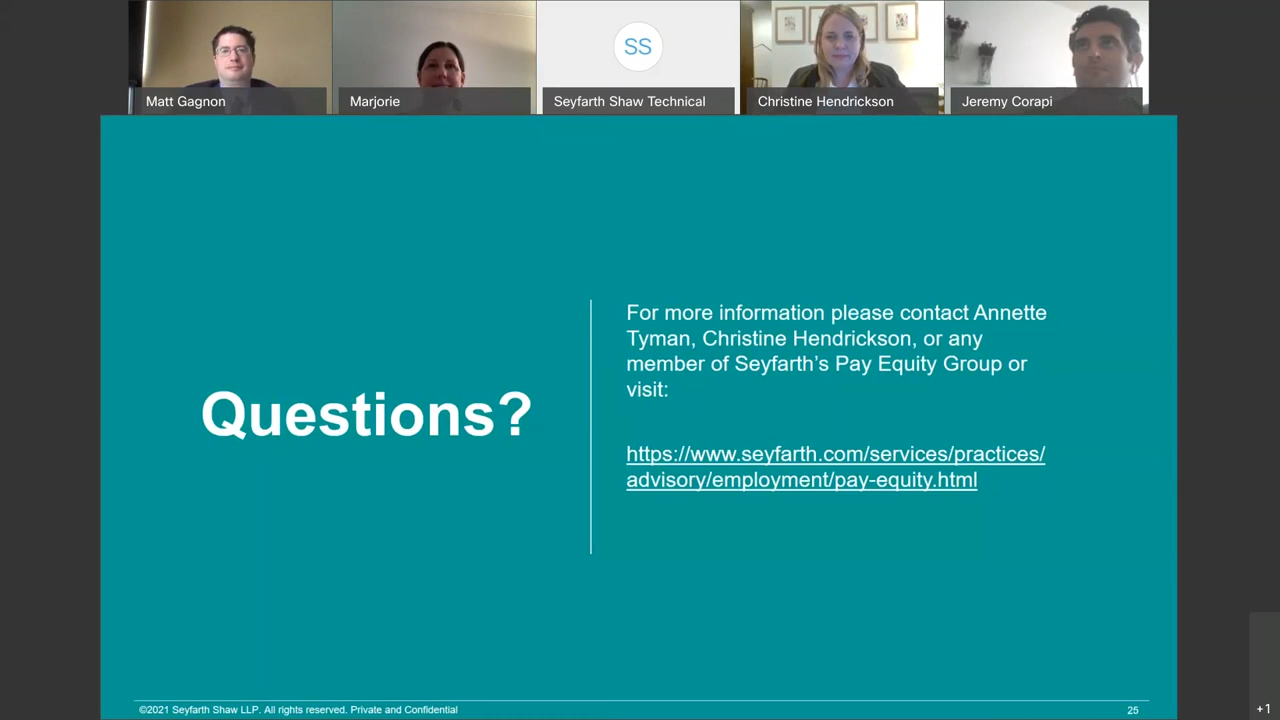 SS
Matt Gagnon
Marjorie
Seyfarth Shaw Technical
Christine Hendrickson
Jeremy Corapi
Questions?
For more information please contact Annette
Tyman, Christine Hendrickson, or any
member of Seyfarth’s Pay Equity Group or
visit:
https://www.seyfarth.com/services/practices/
advisory/employment/pay-equity.html
©2021 Seyfarth Shaw LLP. All rights reserved. Private and Confidential
25
+1